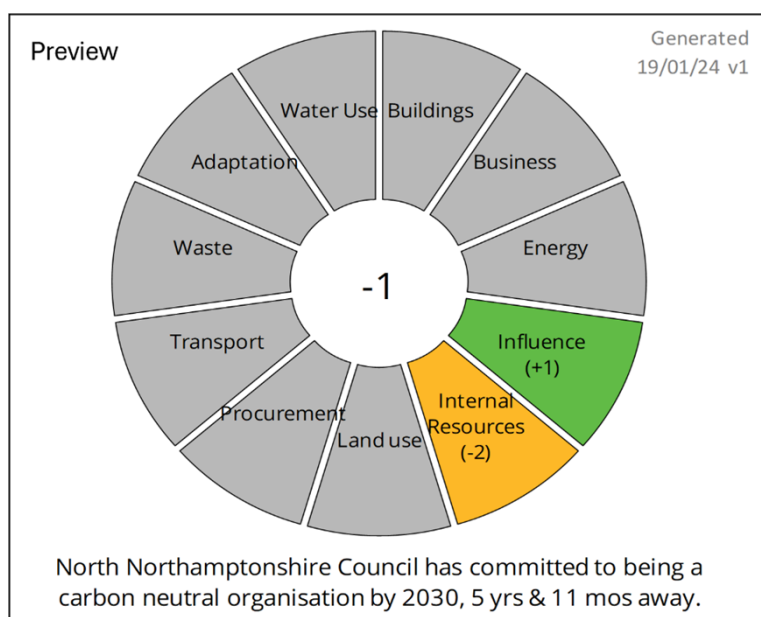 Preview
Generated
19/01/24 v1
Water Use
Buildings
Adaptation
Business
Waste
Energy
-1
Transport
Influence
(+1)
Procurement
Internal
Resources
(-2)
Land use
North Northamptonshire Council has committed to being a
carbon neutral organisation by 2030, 5 yrs & 11 mos away.